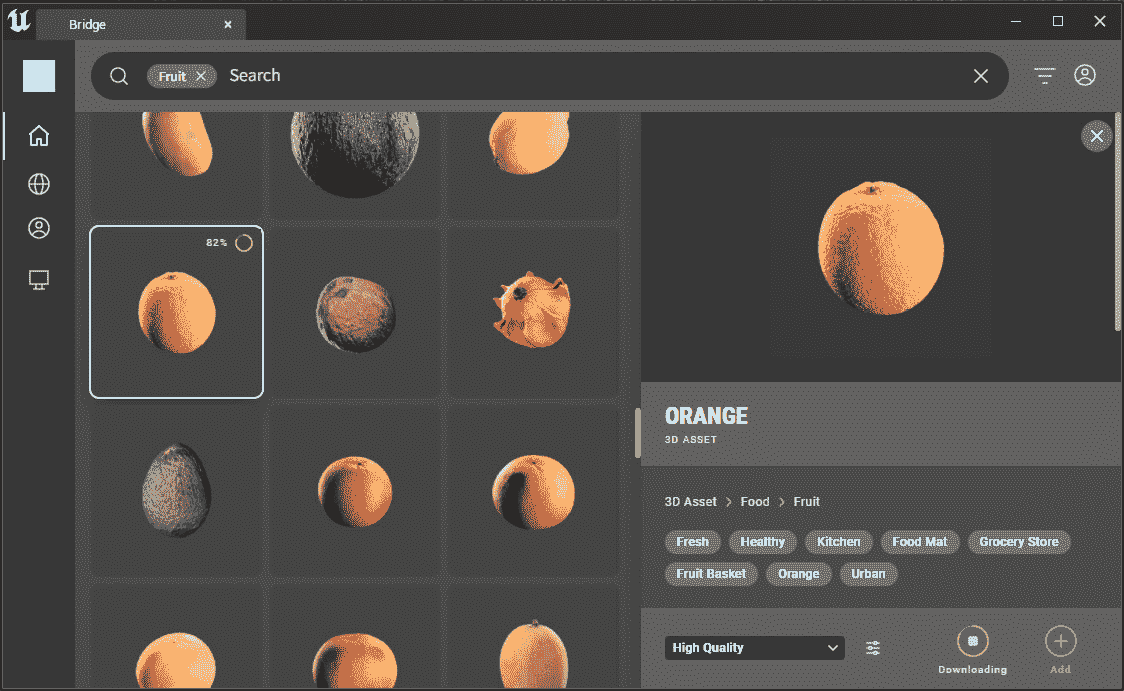 Bridge
Fruit Search
82%
ORANGE
3D ASSET
3D Asset > Food > Fruit
Fresh Healthy Kitchen Food Mat Grocery Store
Fruit Basket Orange Urban
High Quality
Downloading Add